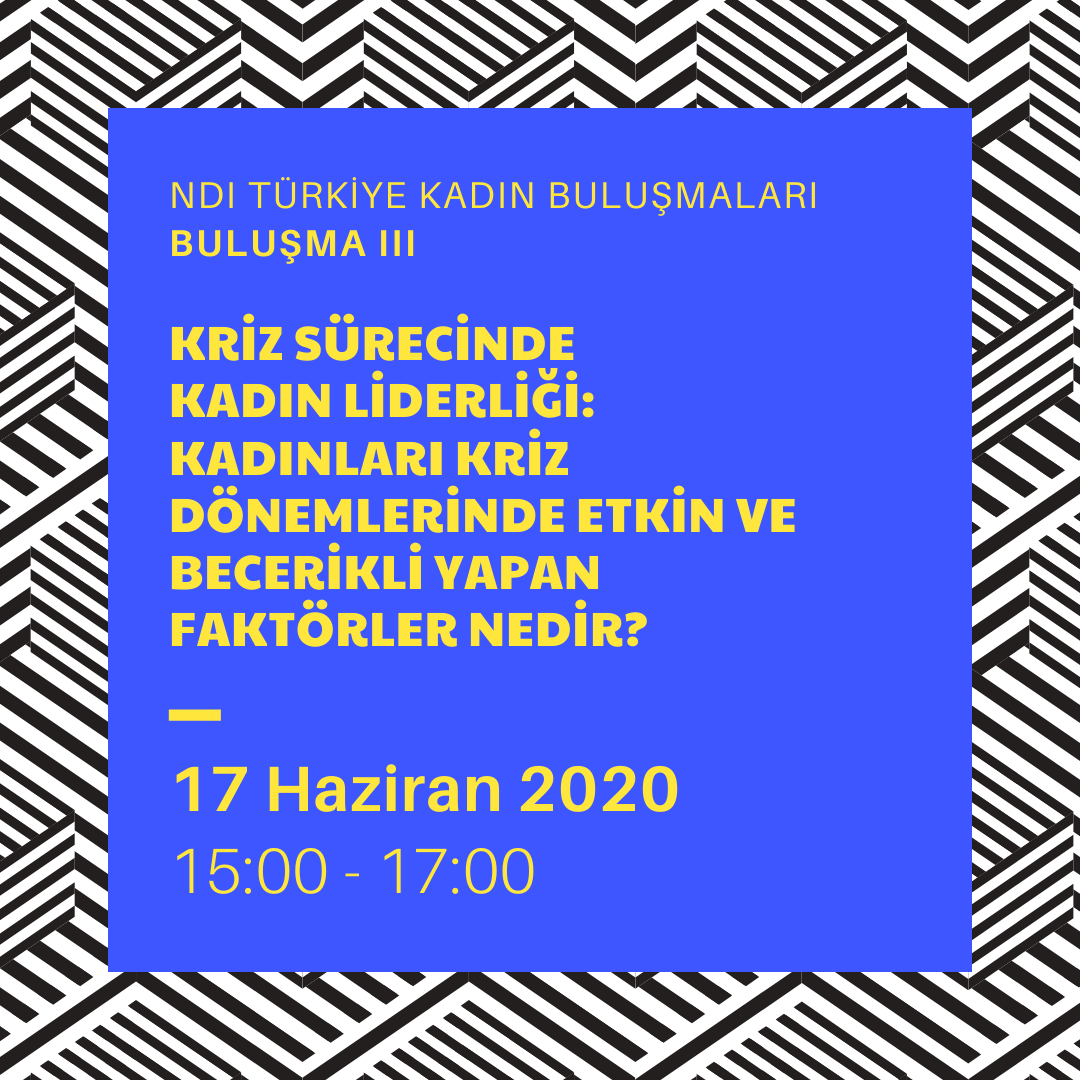 NDI TÜRKİYE KADIN BULUŞMALARI
BULUŞMA III
KRİZ SÜRECİNDE
KADIN LİDERLİĞİ:
KADINLARI KRİZ
DÖNEMLERİNDE ETKİN VE
BECERİKLİ YAPAN
FAKTÖRLER NEDİR?
17 Haziran 2020
15:00 - 17:00